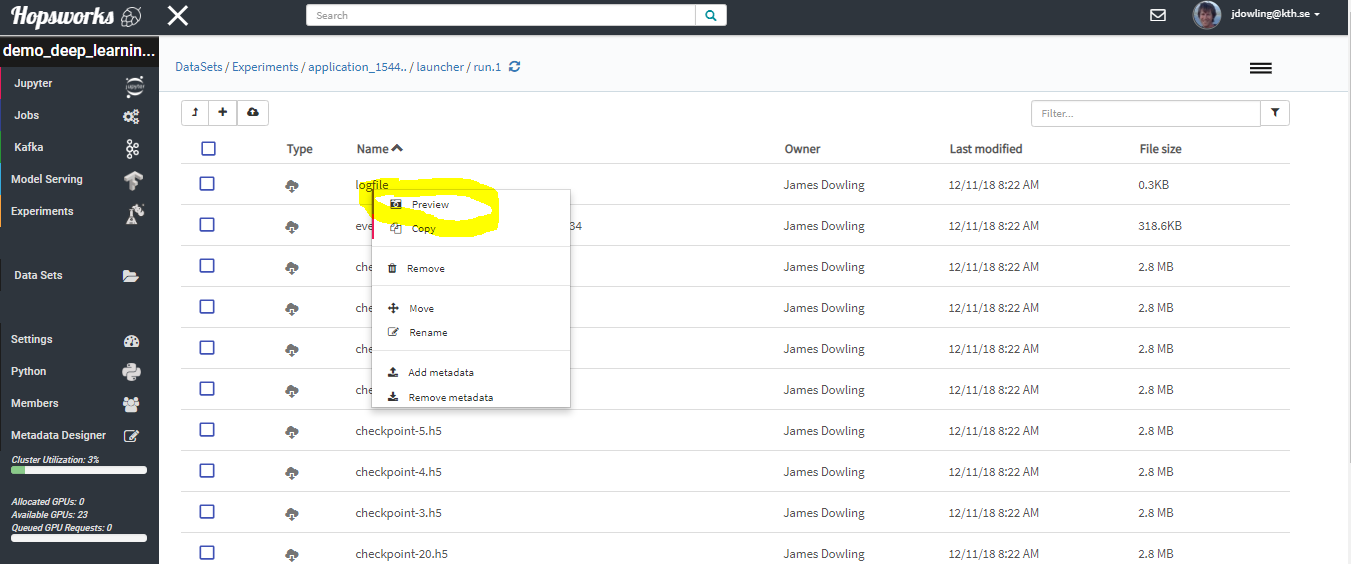 Hopsworks
Search
jdowling@kth.se
demo_deep_learnin...
Jupyter
Jobs
Kafka
Model Serving
Experiments
Data Sets
Settings
Python
Members
Metadata Designer
Cluster Utilization: 3%
Allocated GPUs: 0
Available GPUs: 23
Queued GPU Requests: 0
DataSets / Experiments / application_1544.. / launcher / run.1
Filter...
Type Name Owner Last modified File size
logfile James Dowling 12/11/18 8:22 AM 0.3KB
eve 34 James Dowling 12/11/18 8:22 AM 318.6KB
che James Dowling 12/11/18 8:22 AM 2.8 MB
che James Dowling 12/11/18 8:22 AM 2.8 MB
che James Dowling 12/11/18 8:22 AM 2.8 MB
che James Dowling 12/11/18 8:22 AM 2.8 MB
checkpoint-5.h5 James Dowling 12/11/18 8:22 AM 2.8 MB
checkpoint-4.h5 James Dowling 12/11/18 8:22 AM 2.8 MB
checkpoint-3.h5 James Dowling 12/11/18 8:22 AM 2.8 MB
checkpoint-20.h5 James Dowling 12/11/18 8:22 AM 2.8 MB
Preview
Copy
Remove
Move
Rename
Add metadata
Remove metadata